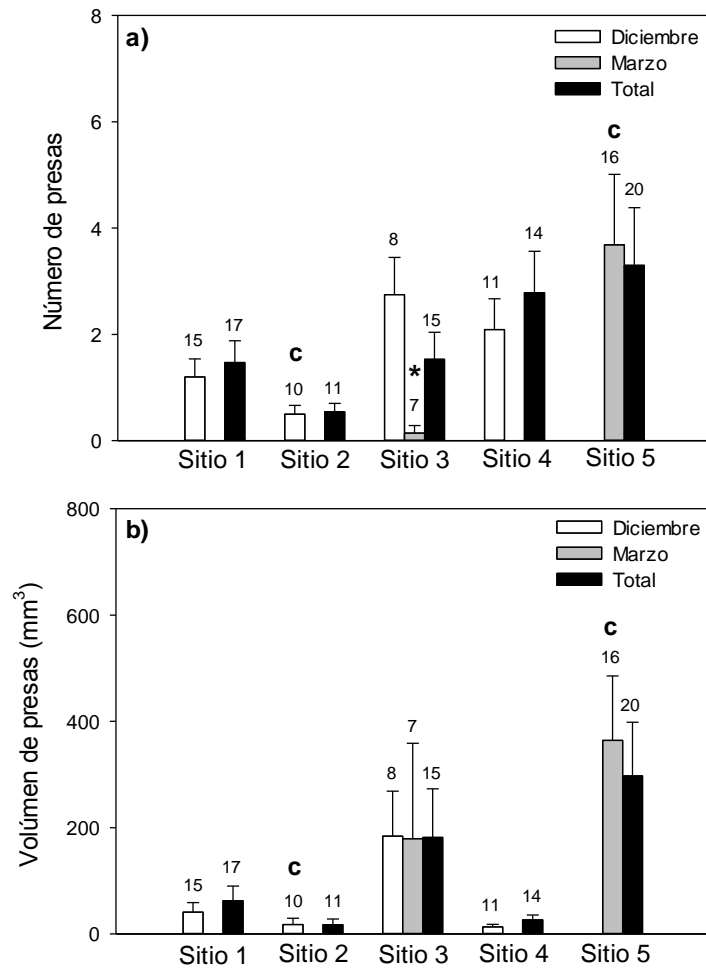 a)
Diciembre
Marzo
Total
Número de presas
8
6
4
2
0
15
17
c
10
11
8
*
7
15
11
14
c
16
20
Sitio 1 Sitio 2 Sitio 3 Sitio 4 Sitio 5
b)
Diciembre
Marzo
Total
Volúmen de presas (mm³)
800
600
400
200
0
15
17
c
10
11
8
7
15
11
14
c
16
20
Sitio 1 Sitio 2 Sitio 3 Sitio 4 Sitio 5